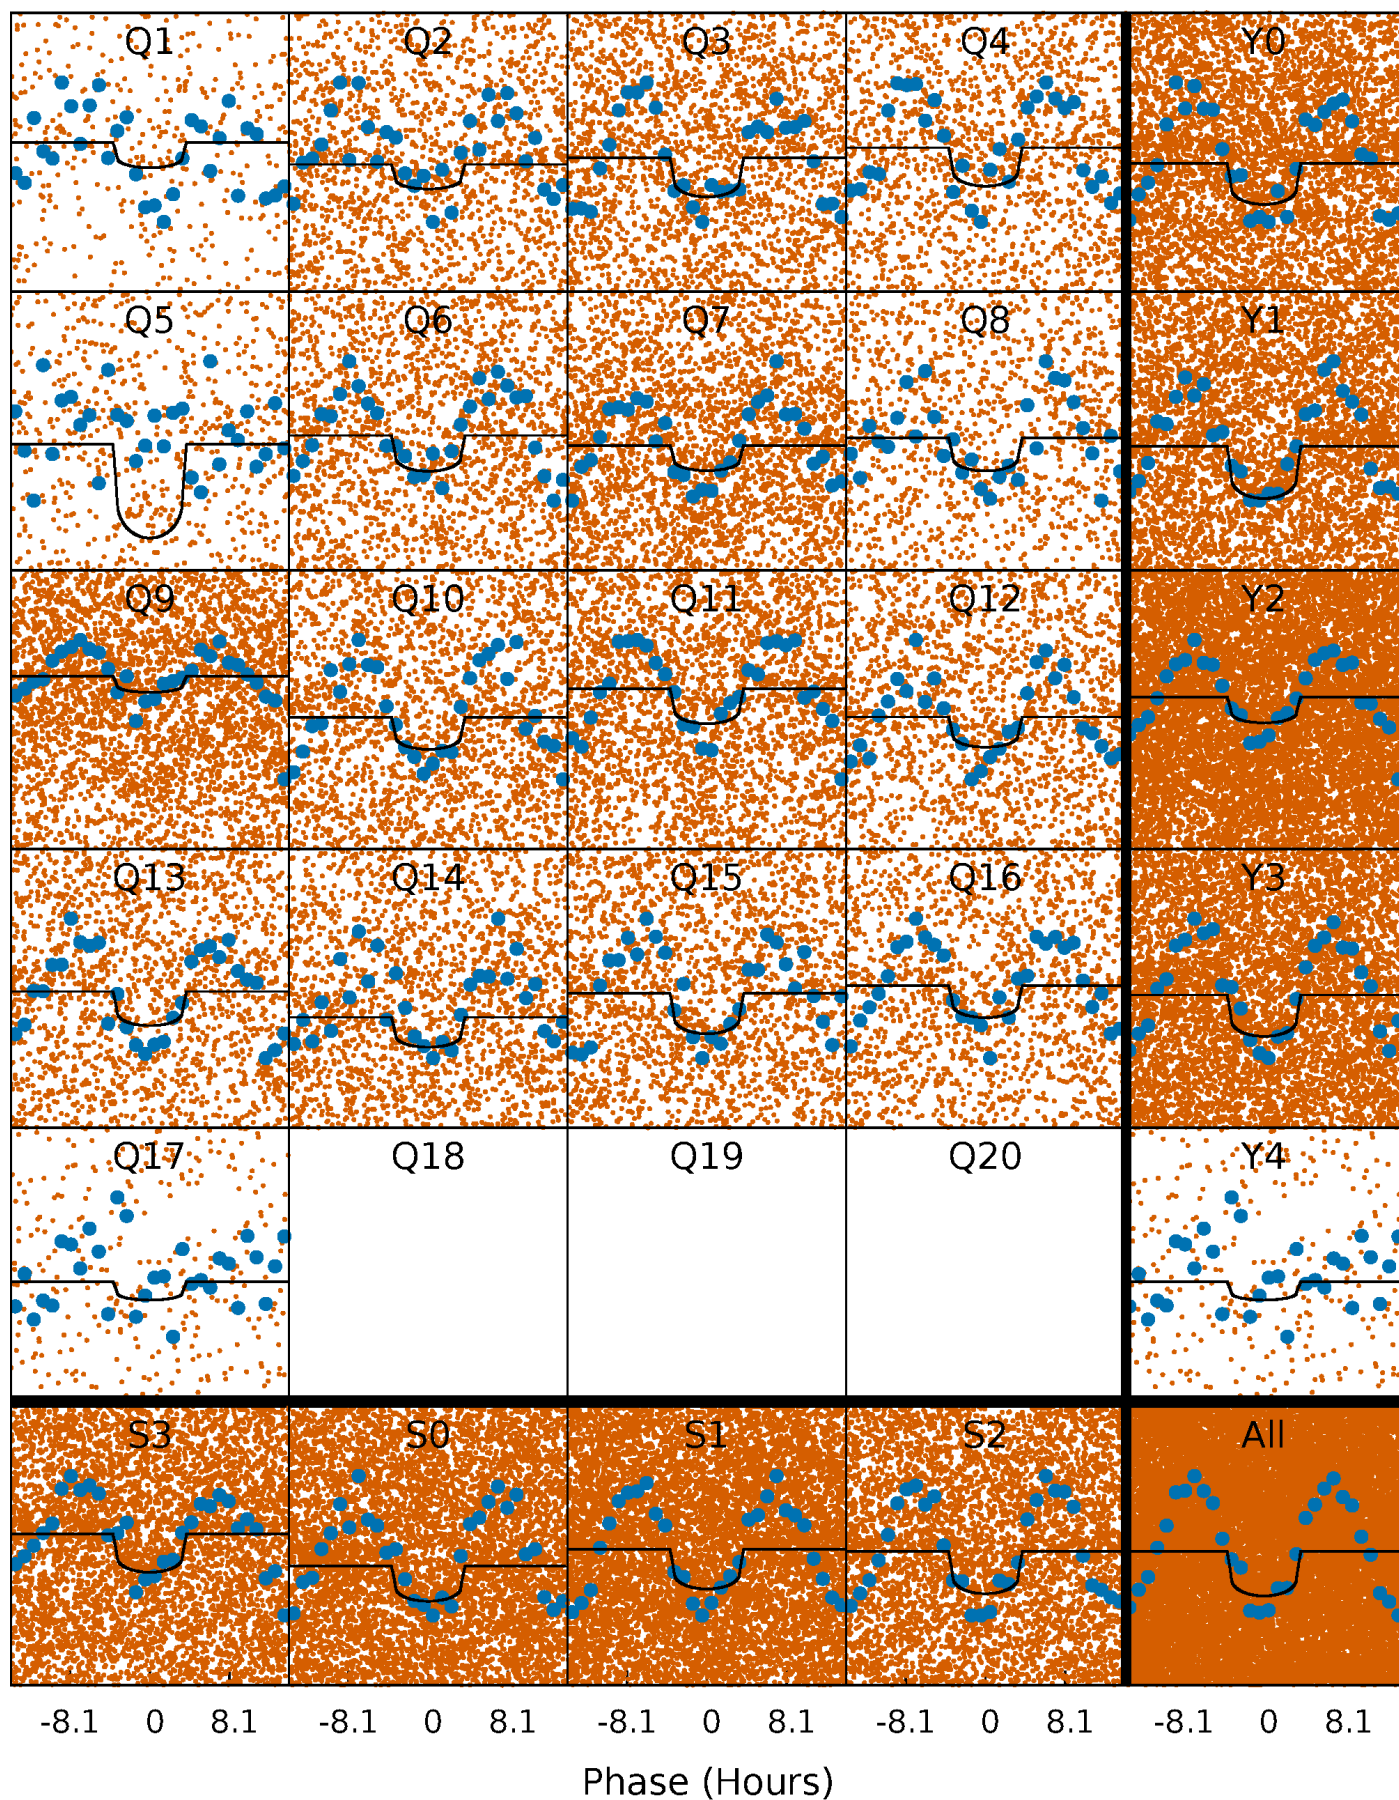 Q1 Q2 Q3 Q4 Y0
Q5 Q6 Q7 Q8 Y1
Q9 Q10 Q11 Q12 Y2
Q13 Q14 Q15 Q16 Y3
Q17 Q18 Q19 Q20 Y4
S3 S0 S1 S2 All
-8.1 0 8.1 -8.1 0 8.1 -8.1 0 8.1 -8.1 0 8.1 -8.1 0 8.1
Phase (Hours)